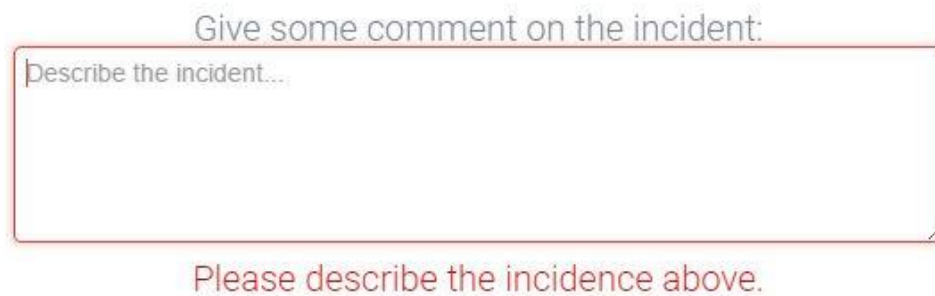 Give some comment on the incident:
Describe the incident...
Please describe the incidence above.